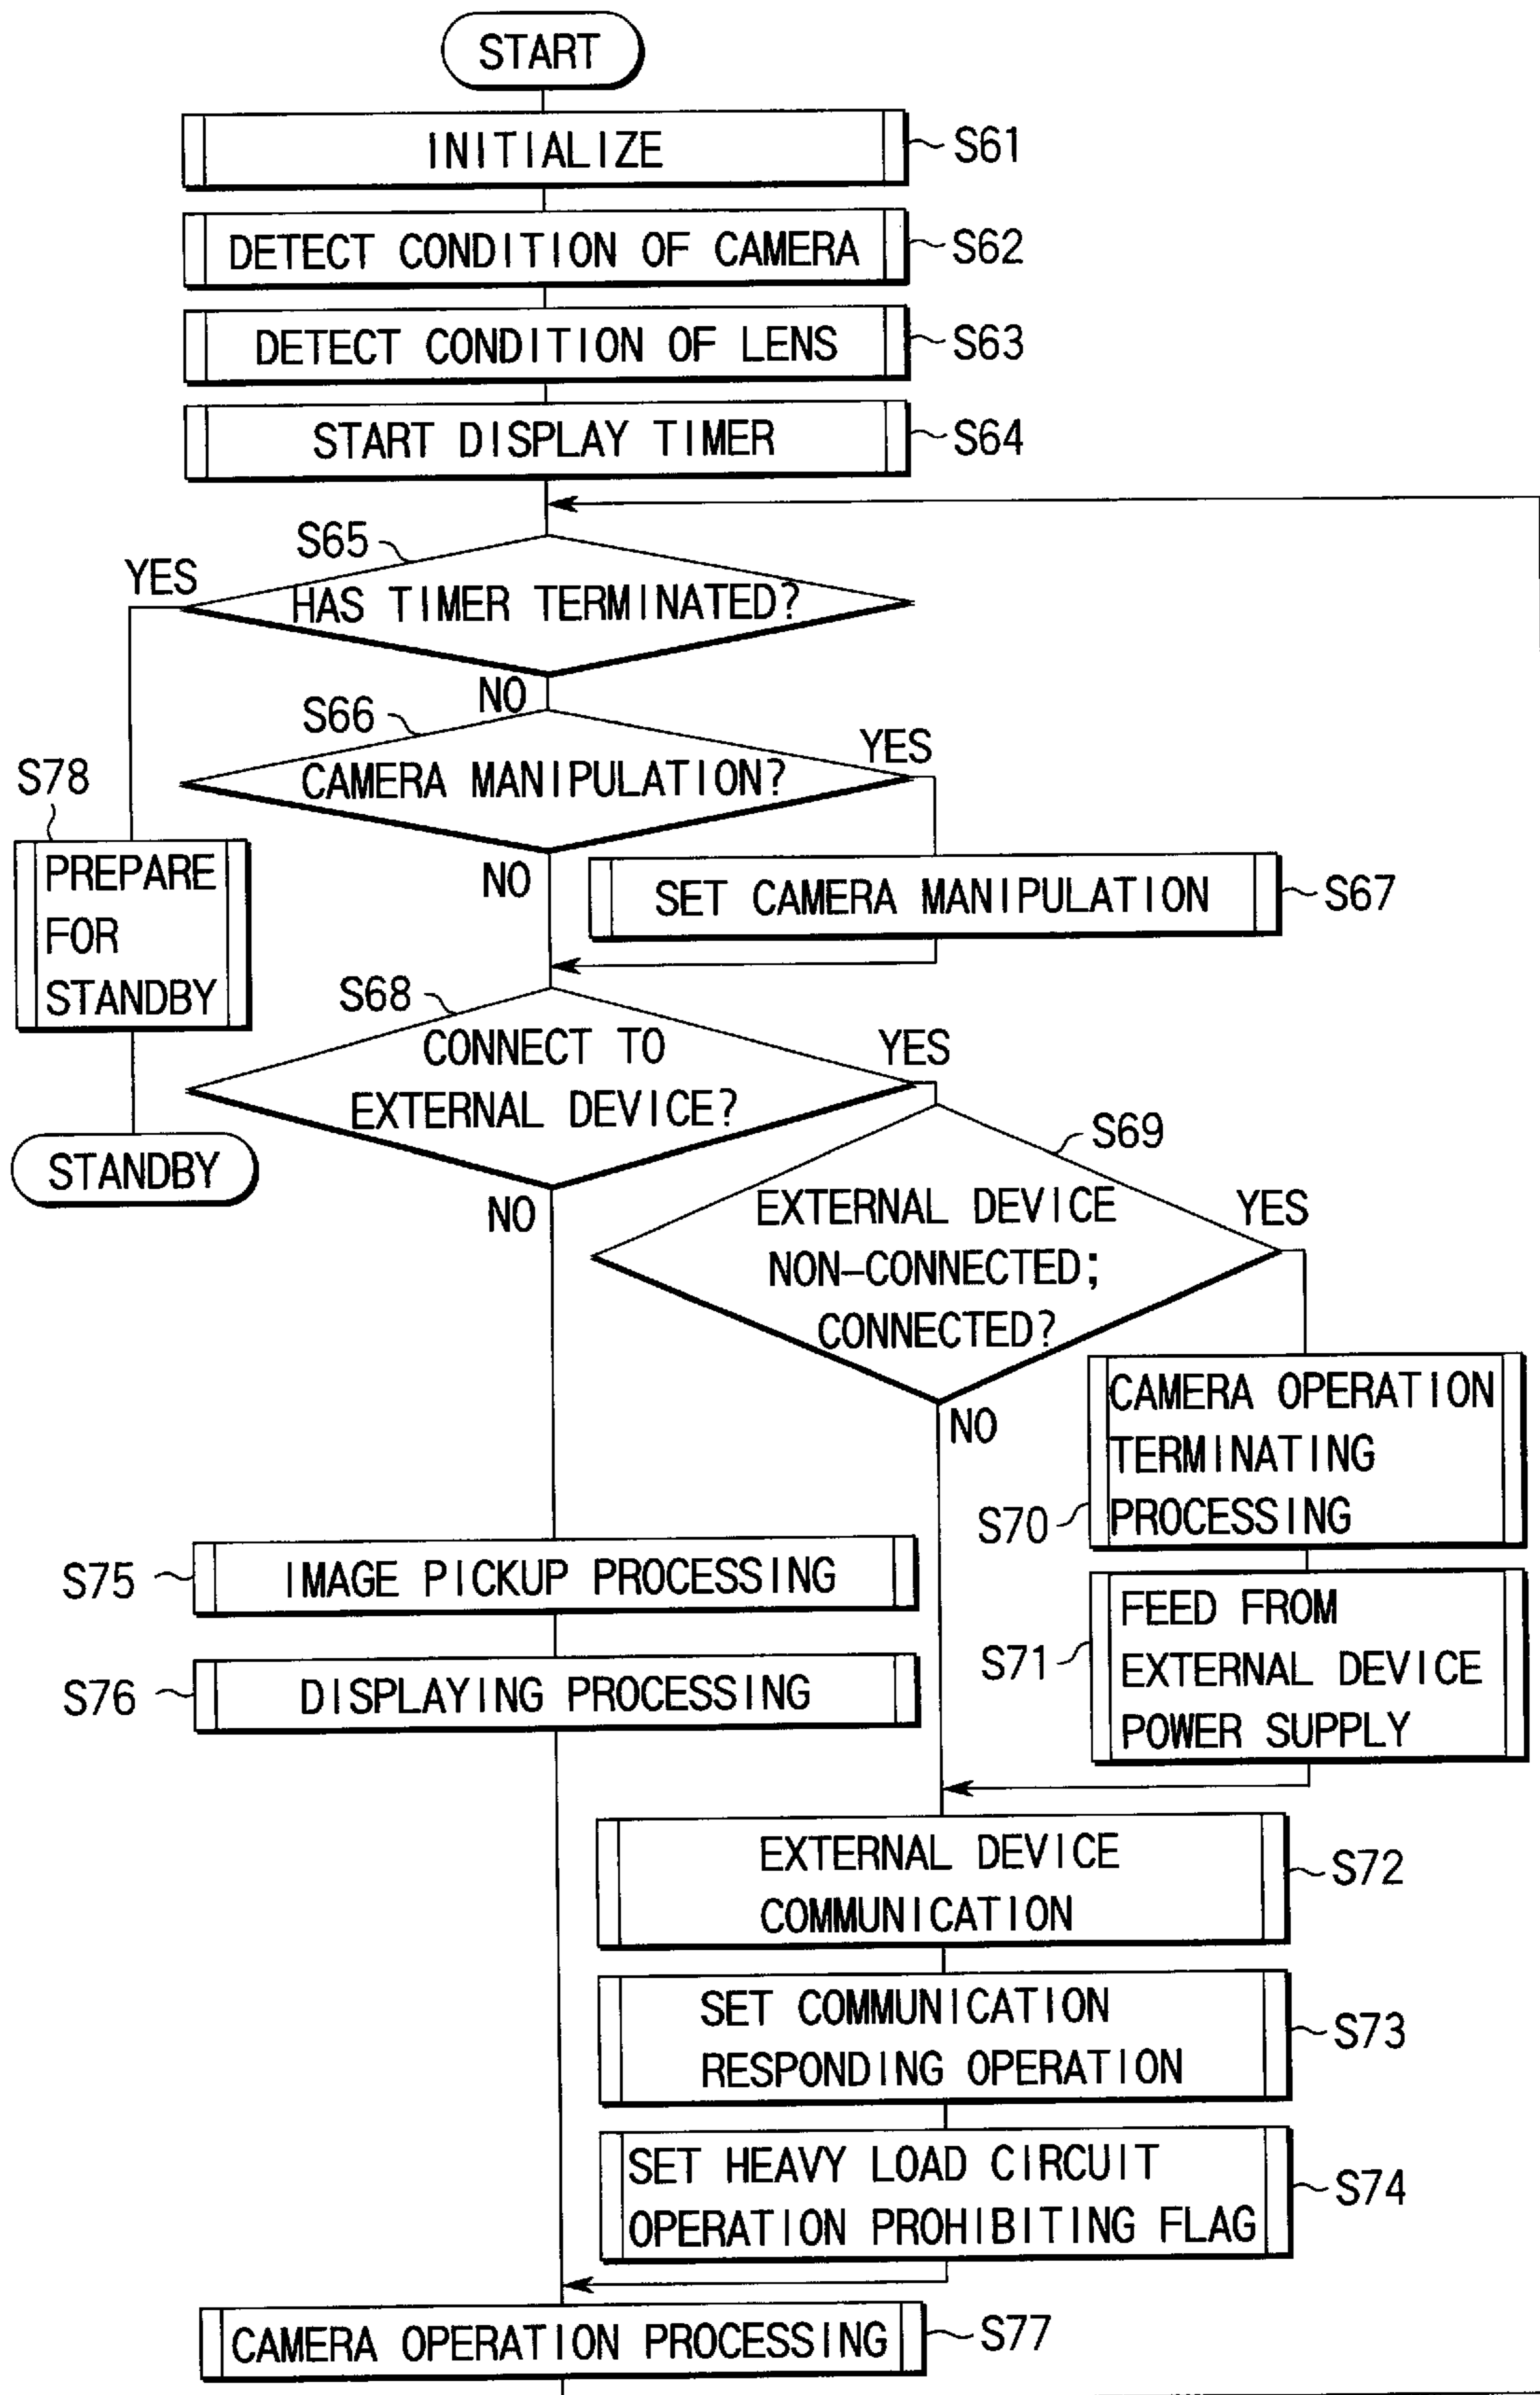 START
INITIALIZE
S61
DETECT CONDITION OF CAMERA
S62
DETECT CONDITION OF LENS
S63
START DISPLAY TIMER
S64
S65
YES
HAS TIMER TERMINATED?
NO
S66
YES
CAMERA MANIPULATION?
NO
S78
PREPARE
FOR
STANDBY
STANDBY
SET CAMERA MANIPULATION
S67
S68
CONNECT TO
EXTERNAL DEVICE?
YES
NO
S69
EXTERNAL DEVICE
NON-CONNECTED;
CONNECTED?
YES
NO
CAMERA OPERATION
TERMINATING
PROCESSING
S70
FEED FROM
EXTERNAL DEVICE
POWER SUPPLY
S71
S75
IMAGE PICKUP PROCESSING
S76
DISPLAYING PROCESSING
EXTERNAL DEVICE
COMMUNICATION
S72
SET COMMUNICATION
RESPONDING OPERATION
S73
SET HEAVY LOAD CIRCUIT
OPERATION PROHIBITING FLAG
S74
CAMERA OPERATION PROCESSING
S77